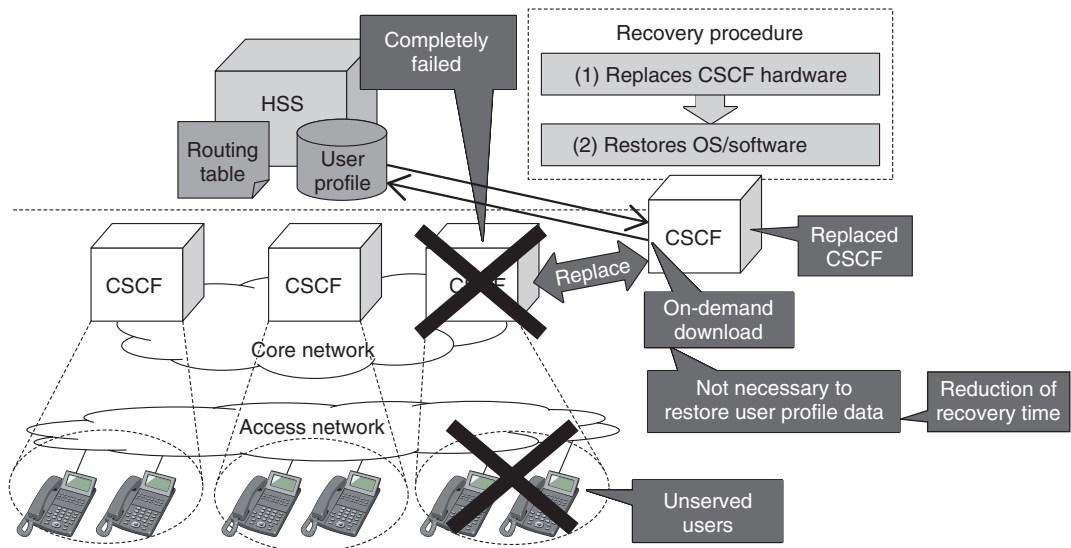 Completely
failed
Recovery procedure
(1) Replaces CSCF hardware
(2) Restores OS/software
HSS
Routing
table
User
profile
CSCF
CSCF
CSCF
CSCF
Replace
Replaced
CSCF
On-demand
download
Core network
Not necessary to
restore user profile data
Reduction of
recovery time
Access network
Unserved
users